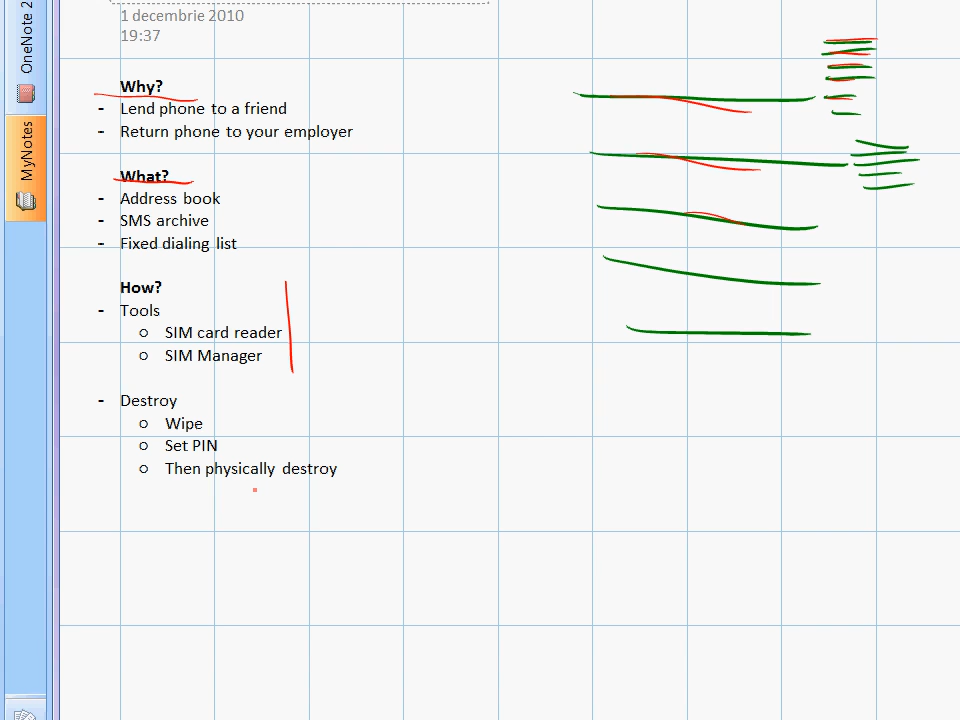 OneNote 2
MyNotes
1 decembrie 2010
19:37
Why?
- Lend phone to a friend
- Return phone to your employer
What?
- Address book
- SMS archive
- Fixed dialing list
How?
- Tools
o SIM card reader
o SIM Manager
- Destroy
o Wipe
o Set PIN
o Then physically destroy